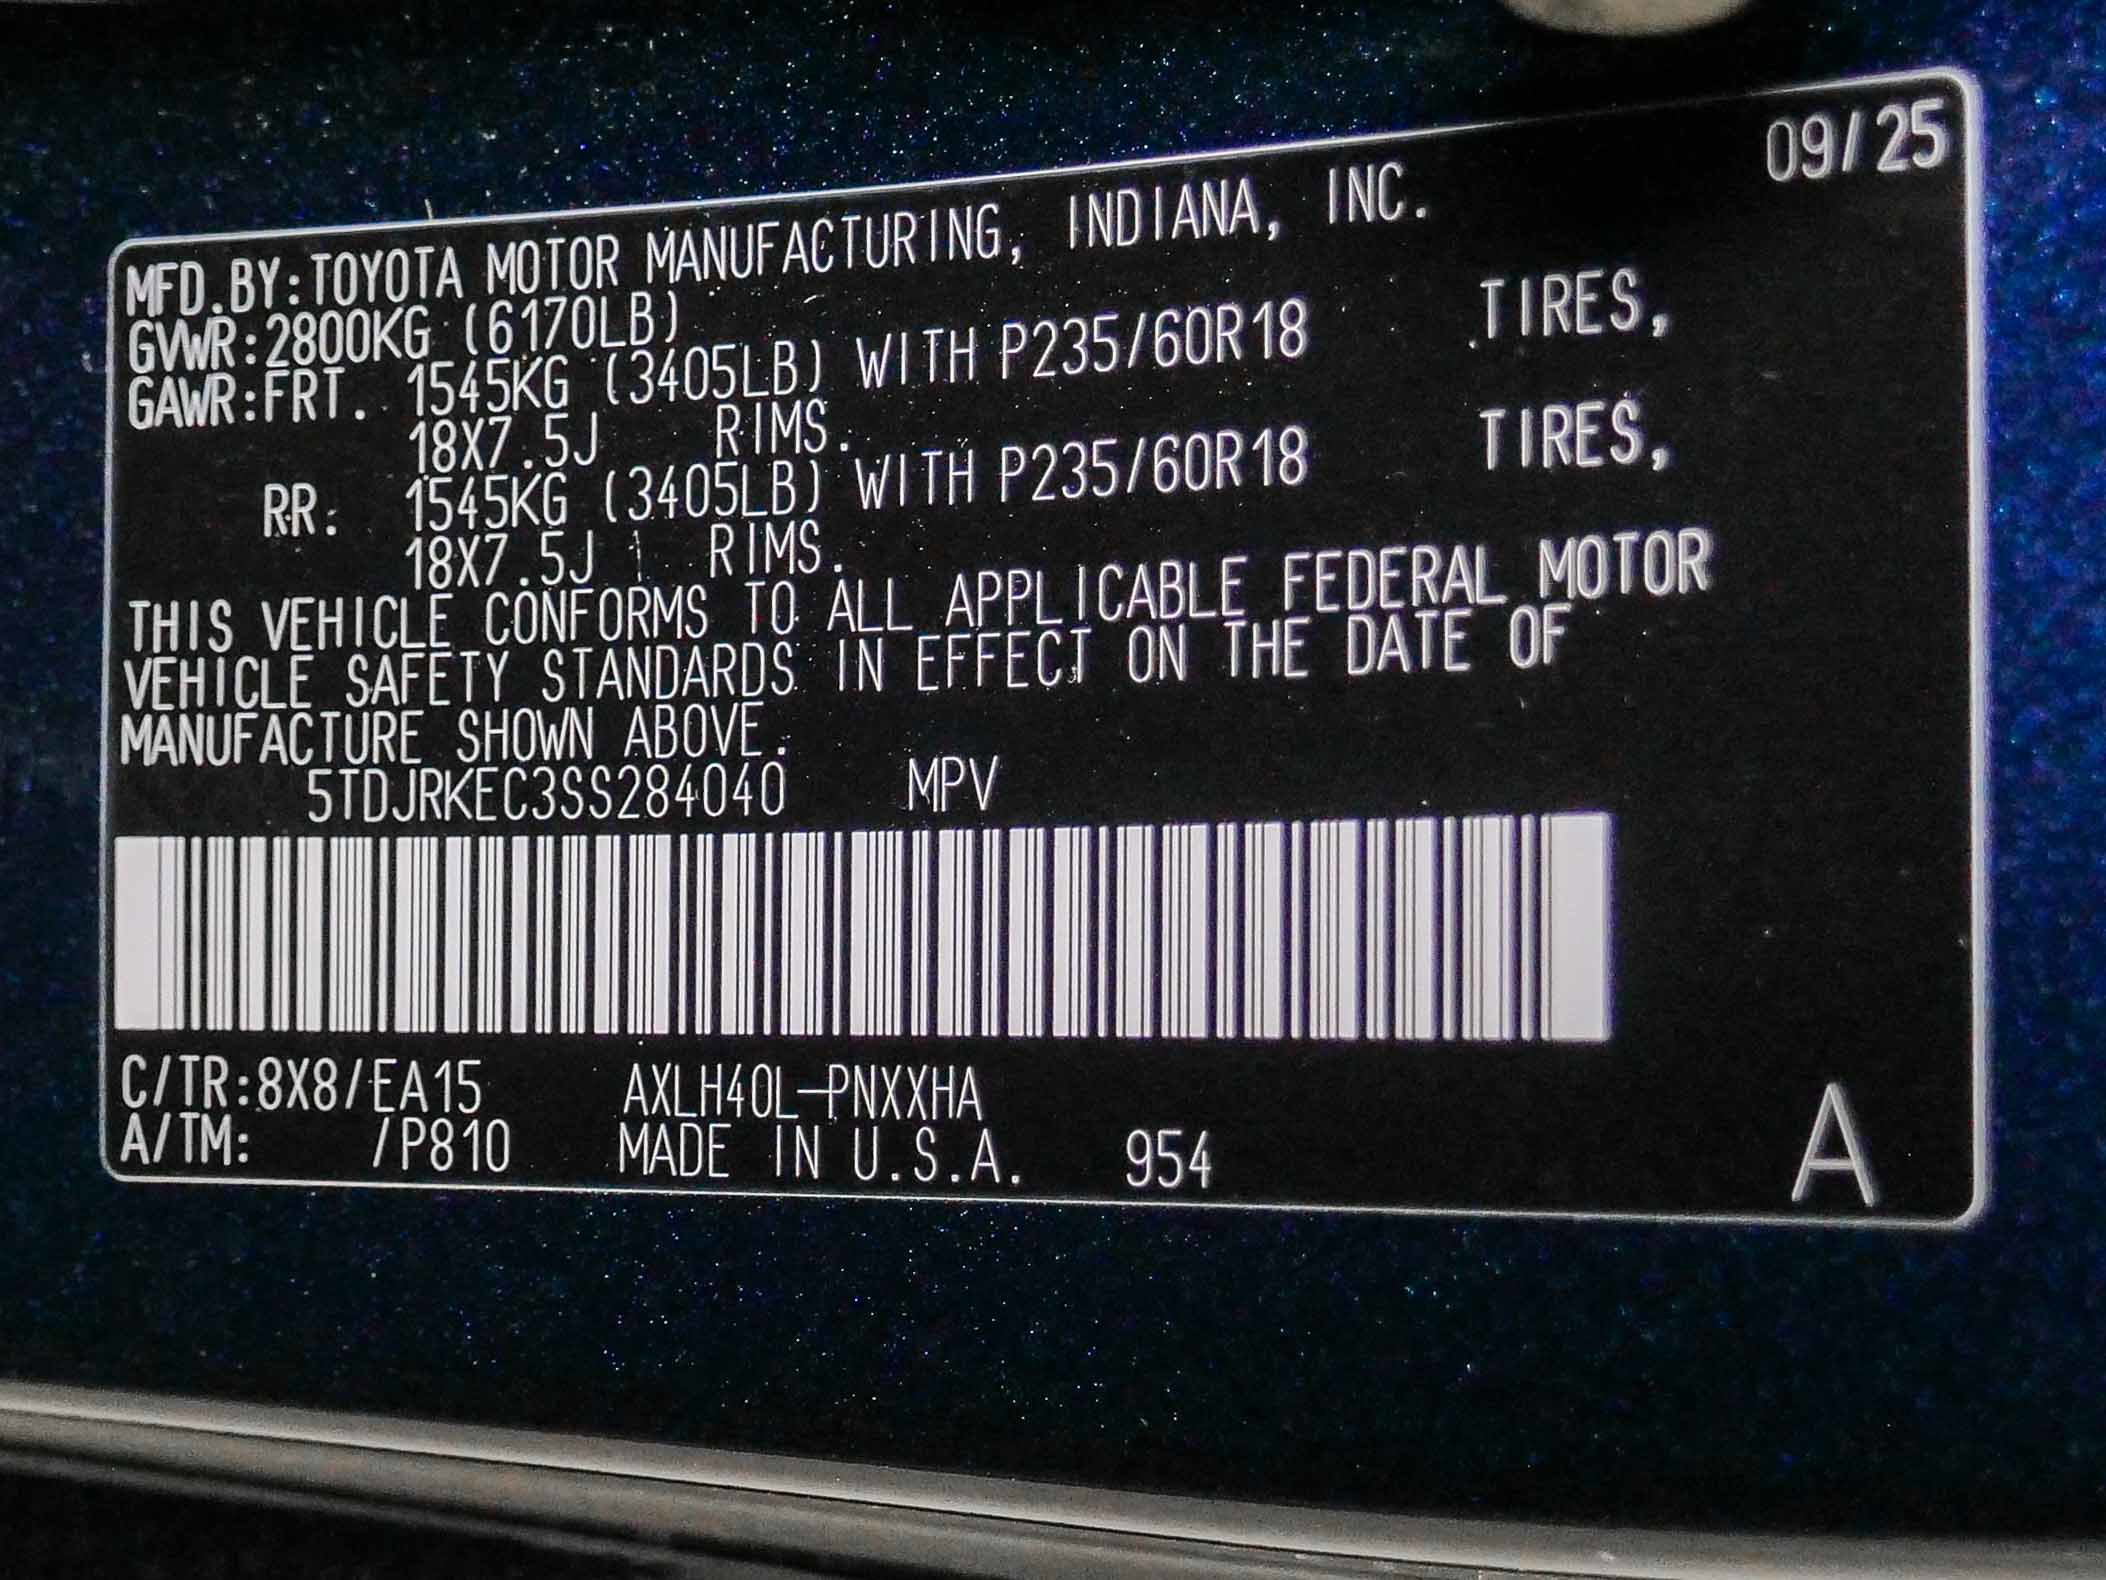 09/25
MFD.BY:TOYOTA MOTOR MANUFACTURING, INDIANA, INC.
GVWR:2800KG (6170LB)
GAWR:FRT. 1545KG (3405LB) WITH P235/60R18 TIRES,
18X7.5J RIMS.
RR. 1545KG (3405LB) WITH P235/60R18 TIRES,
18X7.5J RIMS.
THIS VEHICLE CONFORMS TO ALL APPLICABLE FEDERAL MOTOR
VEHICLE SAFETY STANDARDS IN EFFECT ON THE DATE OF
MANUFACTURE SHOWN ABOVE.
5TDJRKEC3SS284040 MPV
C/TR:8X8/EA15 AXLH40L-PNXXHA
A/TM: /P810 MADE IN U.S.A. 954
A